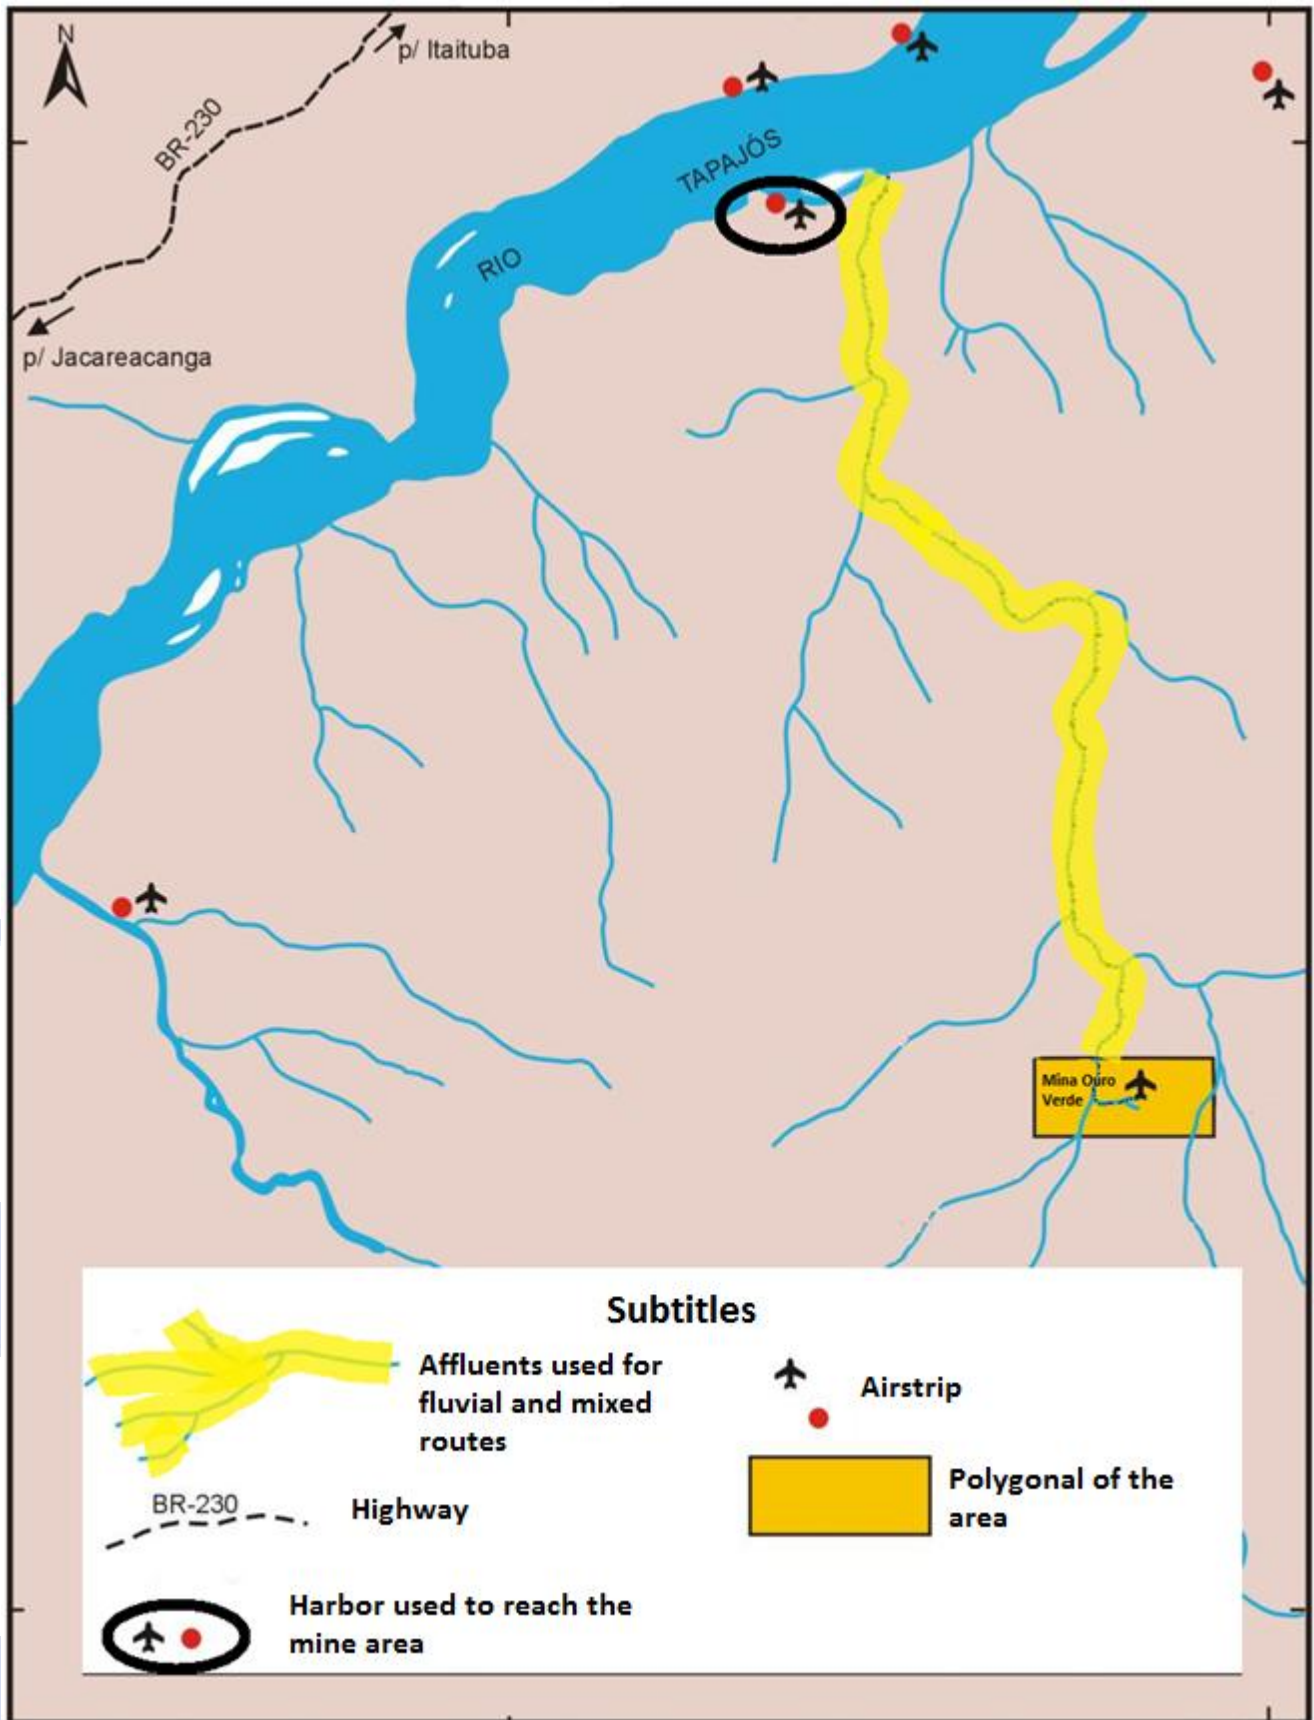 N
p/ Itaituba
BR-230
TAPAJÓS
RIO
p/ Jacareacanga
Mina Ouro
Verde
Subtitles
Affluents used for
fluvial and mixed
routes
Airstrip
BR-230
Highway
Polygonal of the
area
Harbor used to reach the
mine area